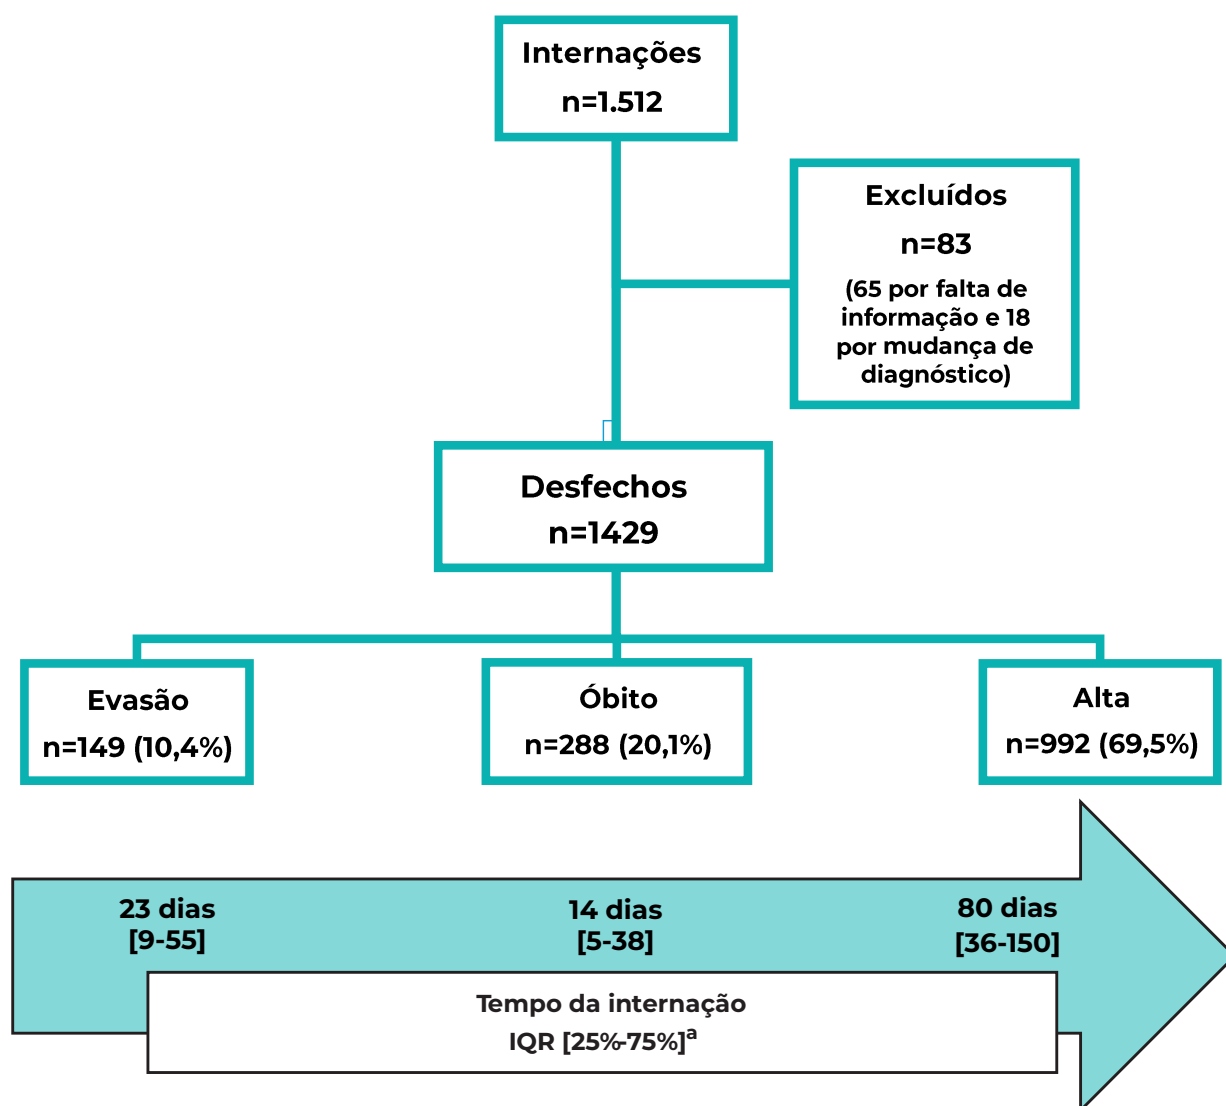 Internações
n=1.512
Excluídos
n=83
(65 por falta de
informação e 18
por mudança de
diagnóstico)
Desfechos
n=1429
Evasão
n=149 (10,4%)
Óbito
n=288 (20,1%)
Alta
n=992 (69,5%)
23 dias
[9-55]
14 dias
[5-38]
80 dias
[36-150]
Tempo da internação
IQR [25%-75%]ª